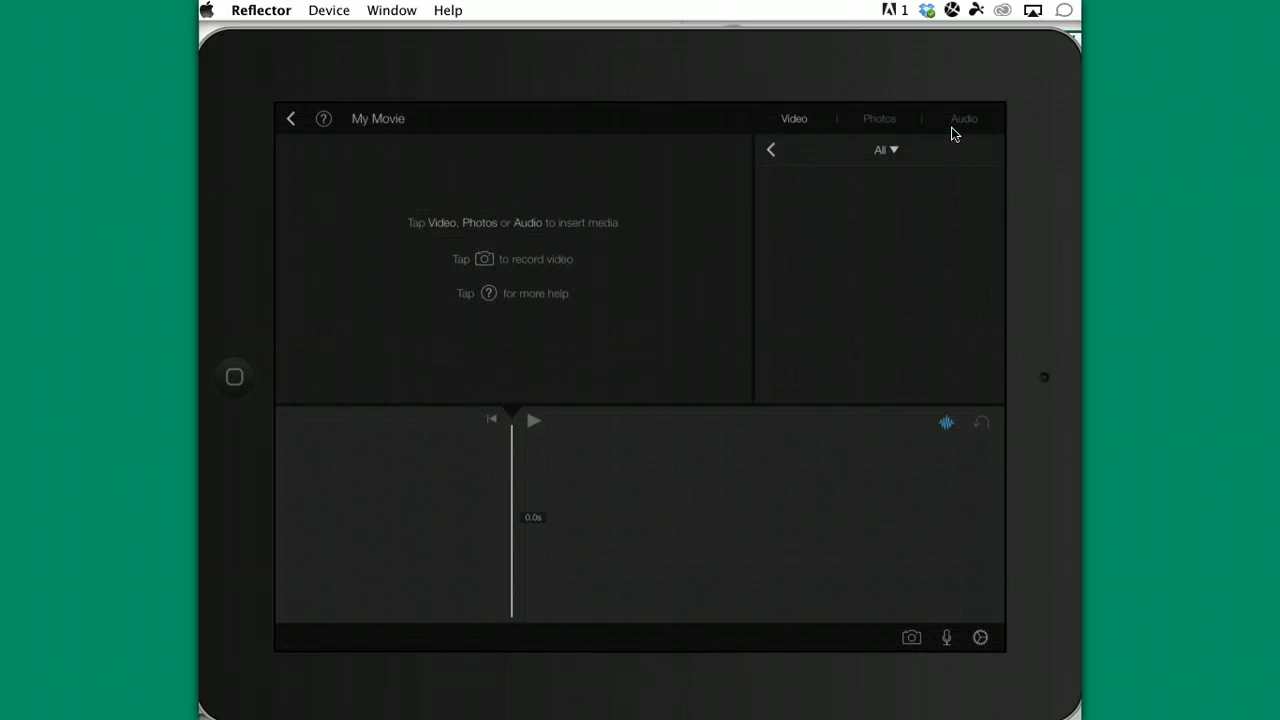 Reflector Device Window Help 1
? My Movie Video | Photos | Audio
All ▼
Tap Video, Photos or Audio to insert media
Tap to record video
Tap ? for more help
0.0s